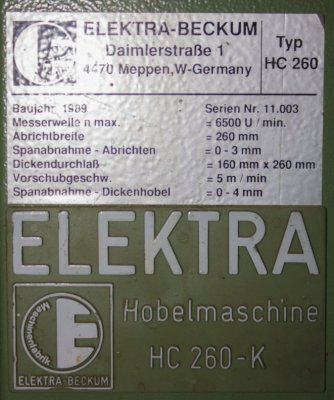 ELEKTRA-BECKUM
Daimlerstraße 1
4470 Meppen,W-Germany
Typ
HC 260
Baujahr 1989
Serien Nr. 11.003
Messerwelle n max. = 6500 U / min.
Abrichtbreite = 260 mm
Spanabnahme - Abrichten = 0 - 3 mm
Dickendurchlaß = 160 mm x 260 mm
Vorschubgeschw. = 5 m / min
Spanabnahme - Dickenhobel = 0 - 4 mm
ELEKTRA
Maschinenfabrik
ELEKTRA-BECKUM
Hobelmaschine
HC 260-K